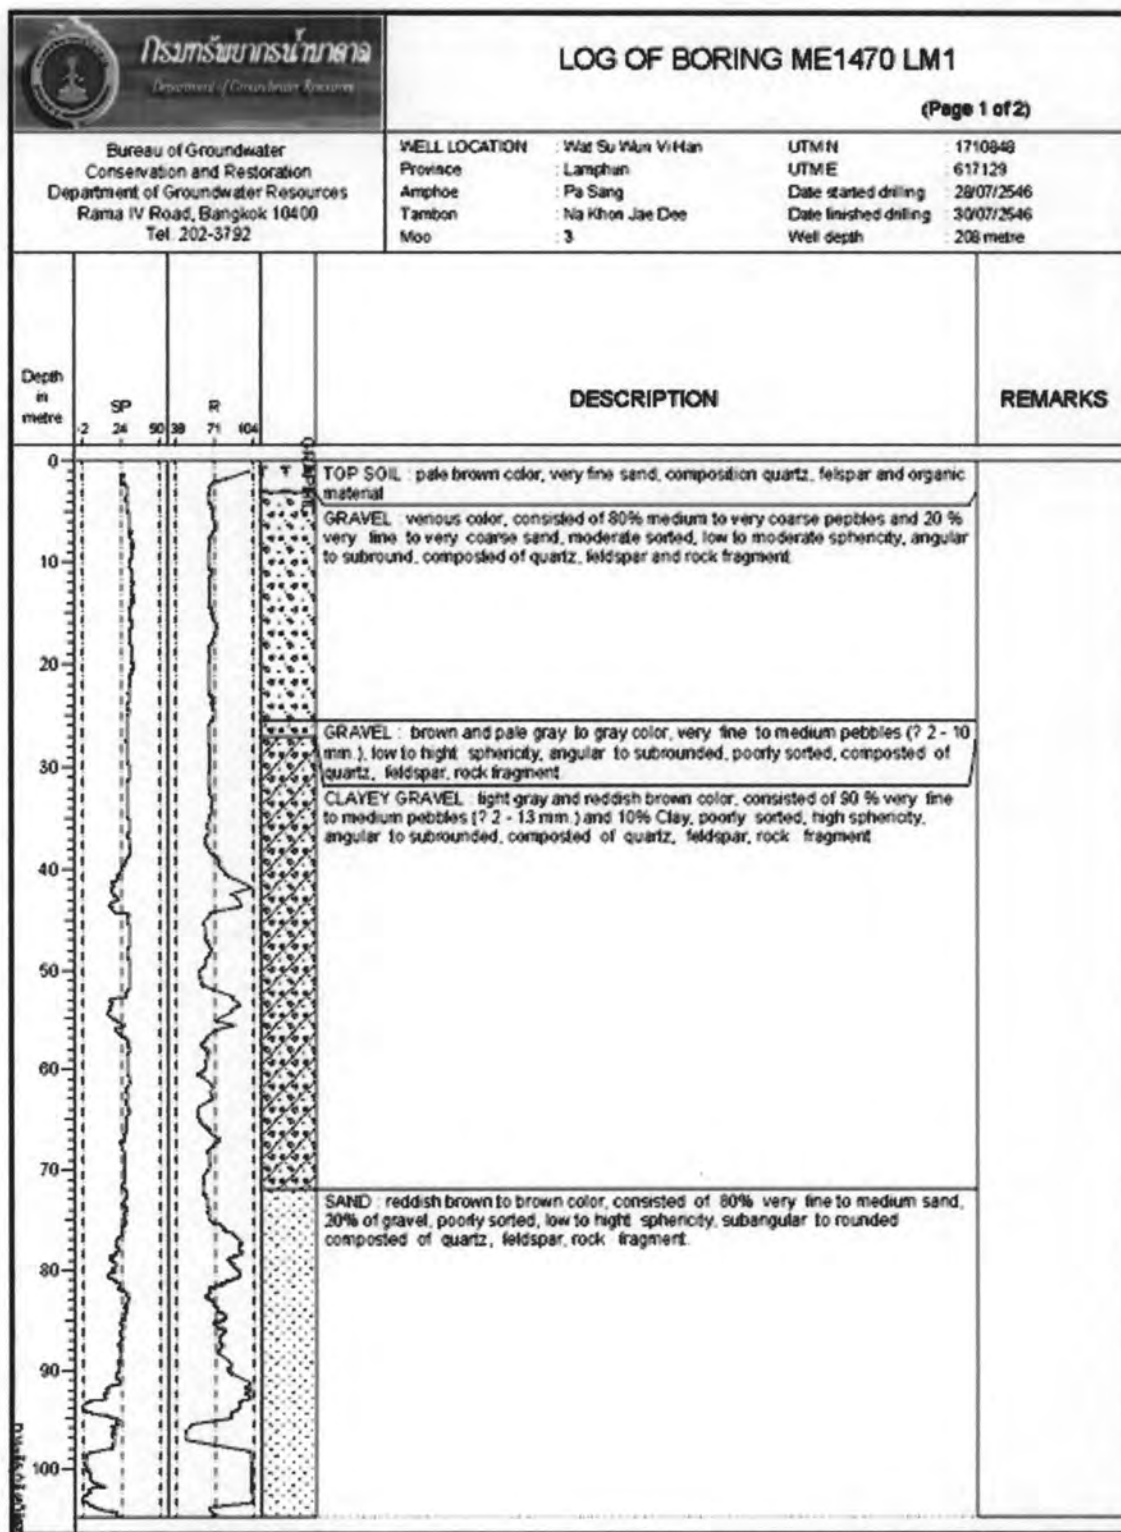 กรมทรัพยากรน้ำบาดาล
Department of Groundwater Resources
LOG OF BORING ME1470 LM1
(Page 1 of 2)
Bureau of Groundwater
Conservation and Restoration
Department of Groundwater Resources
Rama IV Road, Bangkok 10400
Tel. 202-3792
WELL LOCATION : Wat Su Wun Vi Han
Province : Lamphun
Amphoe : Pa Sang
Tambon : Na Khon Jae Dee
Moo : 3
UTM N : 1710848
UTM E : 617129
Date started drilling : 28/07/2546
Date finished drilling : 30/07/2546
Well depth : 208 metre
Depth
in
metre
SP
-2 24 50
R
38 71 104
DESCRIPTION
REMARKS
0
10
20
30
40
50
60
70
80
90
100
TOP SOIL : pale brown color, very fine sand, composition quartz, felspar and organic
material
GRAVEL : venous color, consisted of 80% medium to very coarse pepbles and 20 %
very fine to very coarse sand, moderate sorted, low to moderate sphericity, angular
to subround, composted of quartz, feldspar and rock fragment
GRAVEL : brown and pale gray to gray color, very fine to medium pebbles (? 2 - 10
mm.), low to hight sphericity, angular to subrounded, poorly sorted, composted of
quartz, feldspar, rock fragment
CLAYEY GRAVEL : light gray and reddish brown color, consisted of 90 % very fine
to medium pebbles (? 2 - 13 mm.) and 10% Clay, poorly sorted, high sphericity,
angular to subrounded, composted of quartz, feldspar, rock fragment
SAND : reddish brown to brown color, consisted of 80% very fine to medium sand,
20% of gravel, poorly sorted, low to hight sphericity, subangular to rounded
composted of quartz, feldspar, rock fragment.